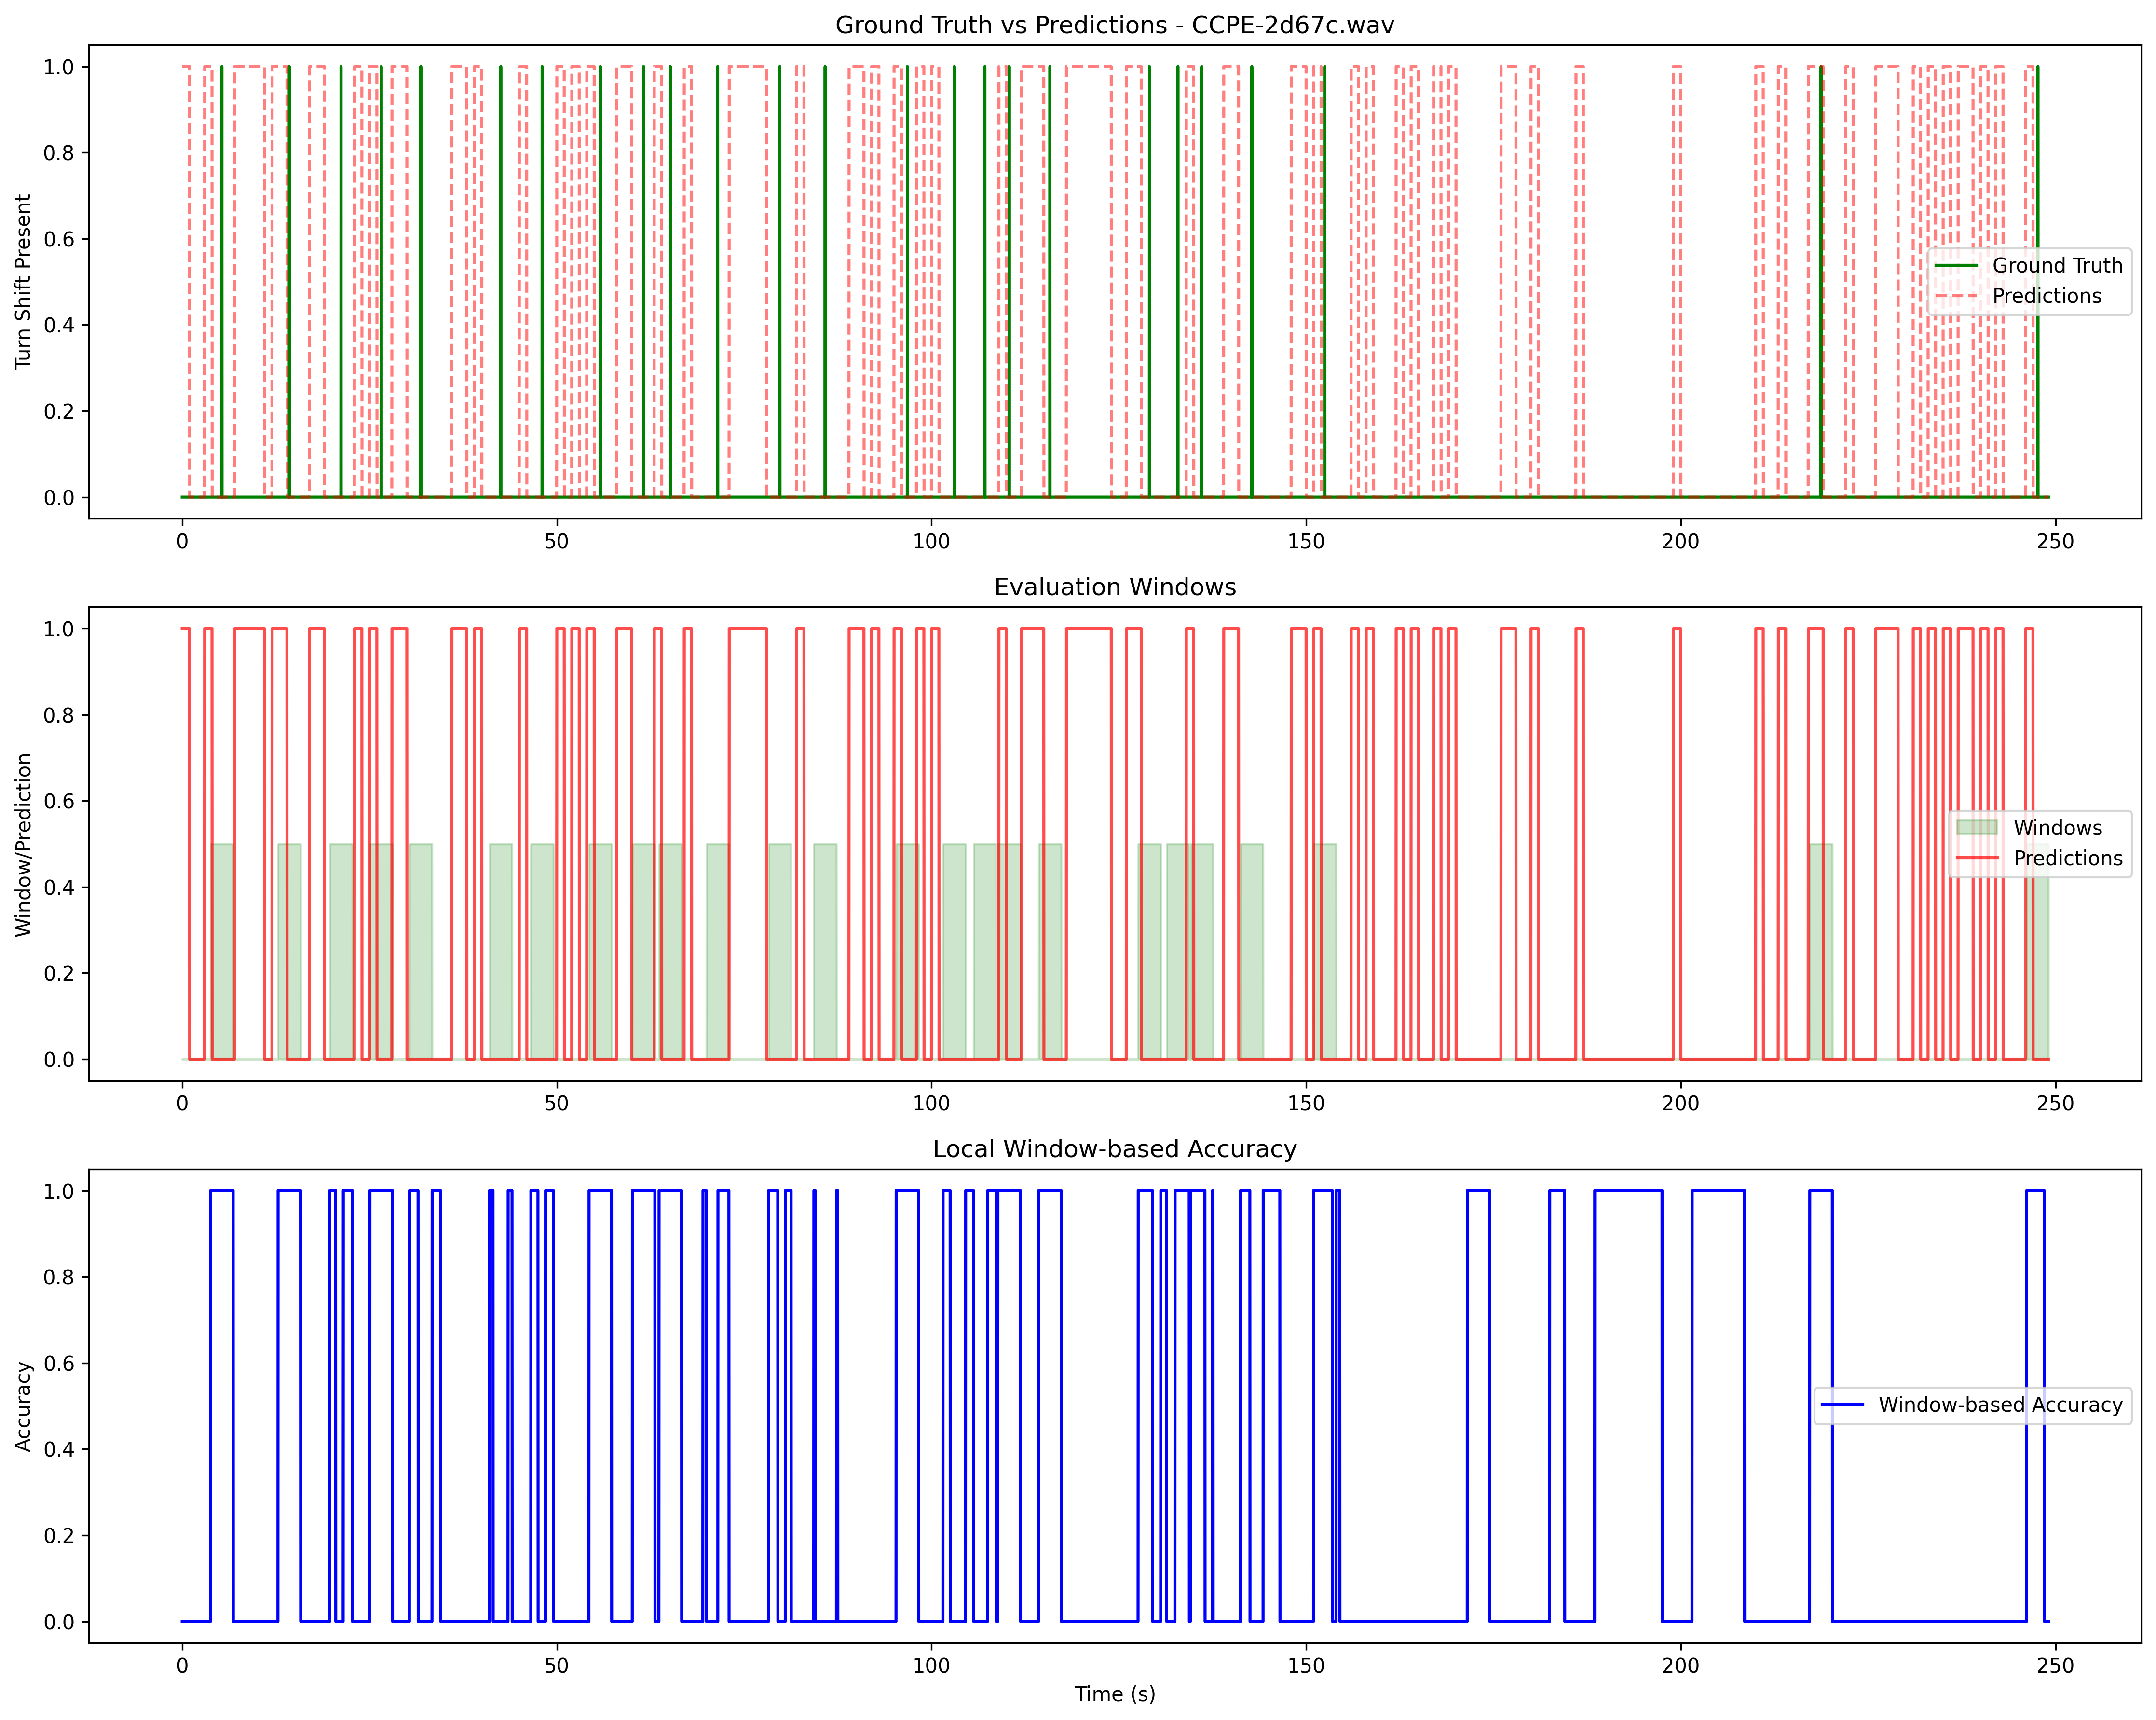 Ground Truth vs Predictions - CCPE-2d67c.wav
Turn Shift Present
1.0
0.8
0.6
0.4
0.2
0.0
Ground Truth
Predictions
0 50 100 150 200 250
Evaluation Windows
Window/Prediction
1.0
0.8
0.6
0.4
0.2
0.0
Windows
Predictions
0 50 100 150 200 250
Local Window-based Accuracy
Accuracy
1.0
0.8
0.6
0.4
0.2
0.0
Window-based Accuracy
0 50 100 150 200 250
Time (s)